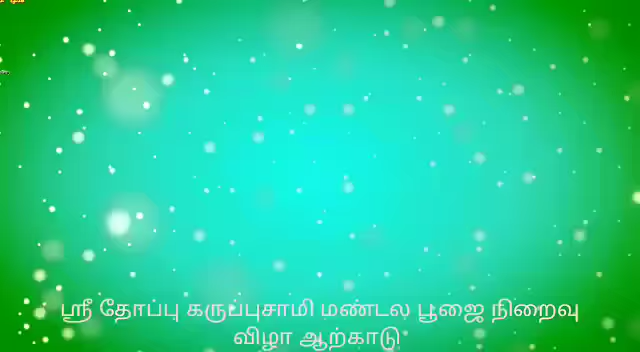 ஸ்ரீ தோப்பு கருப்புசாமி மண்டல பூஜை நிறைவு
விழா ஆற்காடு